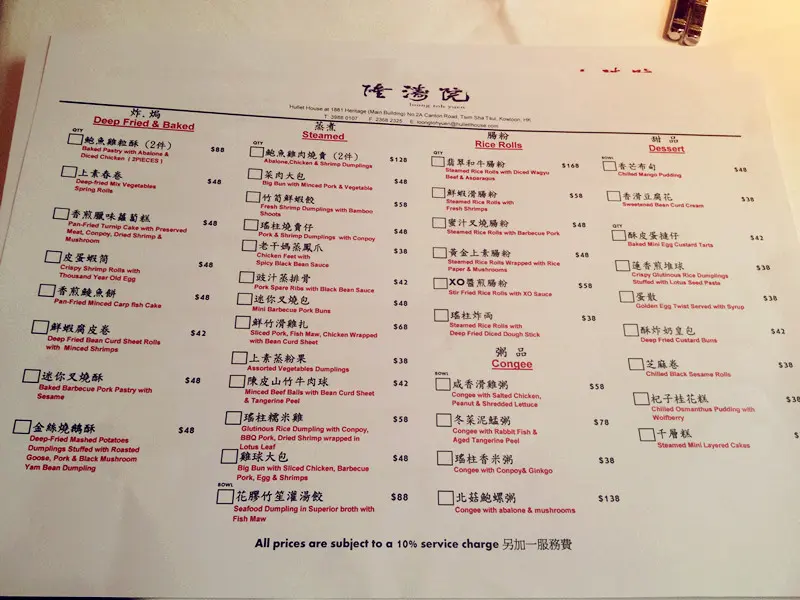 隆濤院
loong toh yuen
Hullet House at 1881 Heritage (Main Building) No.2A Canton Road, Tsim Sha Tsui, Kowloon, HK
T: 3988 0107 F: 2368 2325 E: loongtohyuen@hulletthouse.com
炸.焗
Deep Fried & Baked
QTY
鮑魚雞粒酥 (2件) $88
Baked Pastry with Abalone &
Diced Chicken ( 2PIECES )
上素春卷 $48
Deep-fried Mix Vegetables
Spring Rolls
香煎臘味蘿蔔糕 $48
Pan-Fried Turnip Cake with Preserved
Meat, Conpoy, Dried Shrimp &
Mushroom
皮蛋蝦筒 $48
Crispy Shrimp Rolls with
Thousand Year Old Egg
香煎鯪魚餅 $48
Pan-Fried Minced Carp fish Cake
鮮蝦腐皮卷 $42
Deep Fried Bean Curd Sheet Rolls
with Minced Shrimps
迷你叉燒酥 $48
Baked Barbecue Pork Pastry with
Sesame
金絲燒鵝酥 $48
Deep-Fried Mashed Potatoes
Dumplings Stuffed with Roasted
Goose, Pork & Black Mushroom
Yam Bean Dumpling
蒸煮
Steamed
QTY
鮑魚雞肉燒賣 (2件) $128
Abalone,Chicken & Shrimp Dumplings
菜肉大包 $48
Big Bun with Minced Pork & Vegetable
竹筍鮮蝦餃 $58
Fresh Shrimp Dumplings with Bamboo
Shoots
瑤柱燒賣仔 $48
Pork & Shrimp Dumplings with Conpoy
老干媽蒸鳳爪 $38
Chicken Feet with
Spicy Black Bean Sauce
豉汁蒸排骨 $42
Pork Spare Ribs with Black Bean Sauce
迷你叉燒包 $48
Mini Barbecue Pork Buns
鮮竹滑雞扎 $68
Sliced Pork, Fish Maw, Chicken Wrapped
with Bean Curd Sheet
上素蒸粉果 $38
Assorted Vegetables Dumplings
陳皮山竹牛肉球 $42
Minced Beef Balls with Bean Curd Sheet
& Tangerine Peel
瑤柱糯米雞 $58
Glutinous Rice Dumpling with Conpoy,
BBQ Pork, Dried Shrimp wrapped in
Lotus Leaf
雞球大包 $48
Big Bun with Sliced Chicken, Barbecue
Pork, Egg & Shrimps
BOWL
花膠竹笙灌湯餃 $88
Seafood Dumpling in Superior broth with
Fish Maw
腸粉
Rice Rolls
QTY
翡翠和牛腸粉 $168
Steamed Rice Rolls with Diced Wagyu
Beef & Asparagus
鮮蝦滑腸粉 $58
Steamed Rice Rolls with
Fresh Shrimps
蜜汁叉燒腸粉 $58
Steamed Rice Rolls with Barbecue Pork
黃金上素腸粉 $48
Steamed Rice Rolls Wrapped with Rice
Paper & Mushrooms
XO醬煎腸粉 $58
Stir Fried Rice Rolls with XO Sauce
瑤柱炸両 $38
Steamed Rice Rolls with
Deep Fried Diced Dough Stick
粥品
Congee
BOWL
咸香滑雞粥 $58
Congee with Salted Chicken,
Peanut & Shredded Lettuce
冬菜泥鯭粥 $78
Congee with Rabbit Fish &
Aged Tangerine Peel
瑤柱香米粥 $38
Congee with Conpoy& Ginkgo
北菇鮑螺粥 $138
Congee with abalone & mushrooms
甜品
Dessert
BOWL
香芒布甸 $48
Chilled Mango Pudding
香滑豆腐花 $38
Sweetened Bean Curd Cream
QTY
酥皮蛋撻仔 $42
Baked Mini Egg Custard Tarts
蓮香煎堆球 $38
Crispy Glutinous Rice Dumplings
Stuffed with Lotus Seed Paste
蛋散 $38
Golden Egg Twist Served with Syrup
酥炸奶皇包 $42
Deep Fried Custard Buns
芝麻卷 $38
Chilled Black Sesame Rolls
杞子桂花糕 $38
Chilled Osmanthus Pudding with
Wolfberry
千層糕 $
Steamed Mini Layered Cakes
All prices are subject to a 10% service charge 另加一服務費